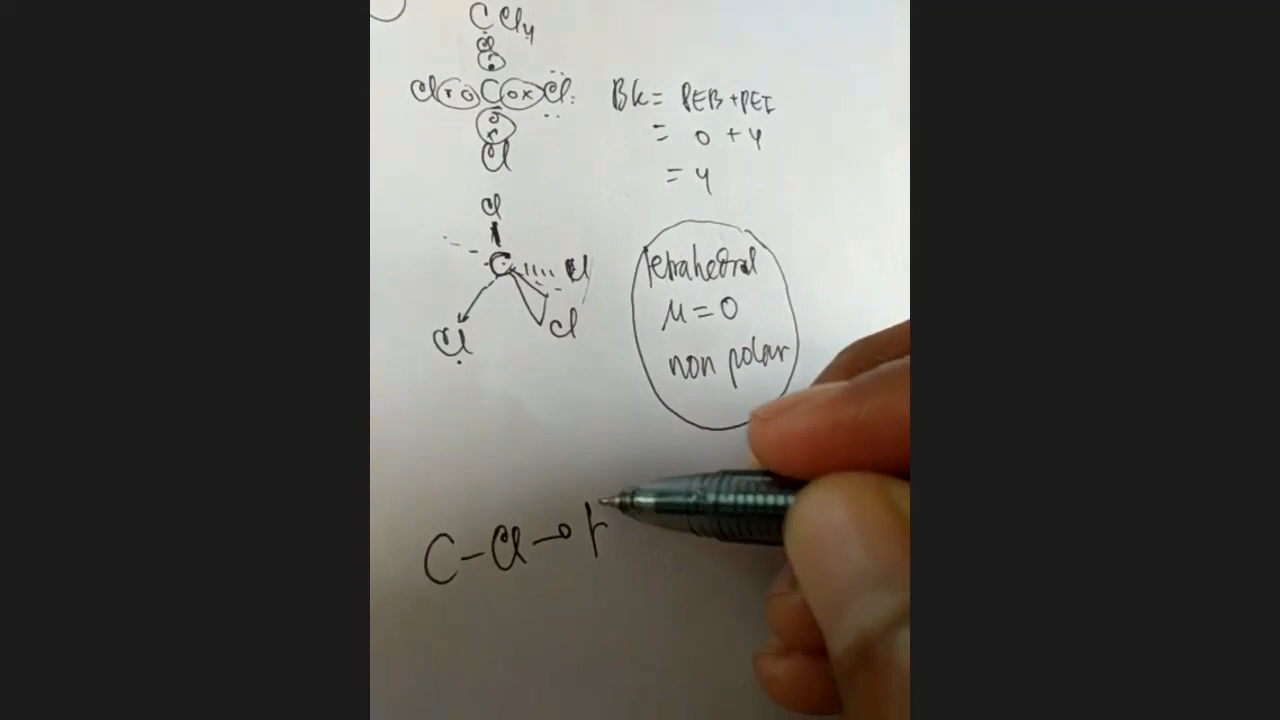 CCl4
Cl
Cl C Cl
Cl
BK = PEB + PEI
= 0 + 4
= 4
Cl
C Cl
Cl Cl
tetrahedral
μ = 0
non polar
C - Cl →